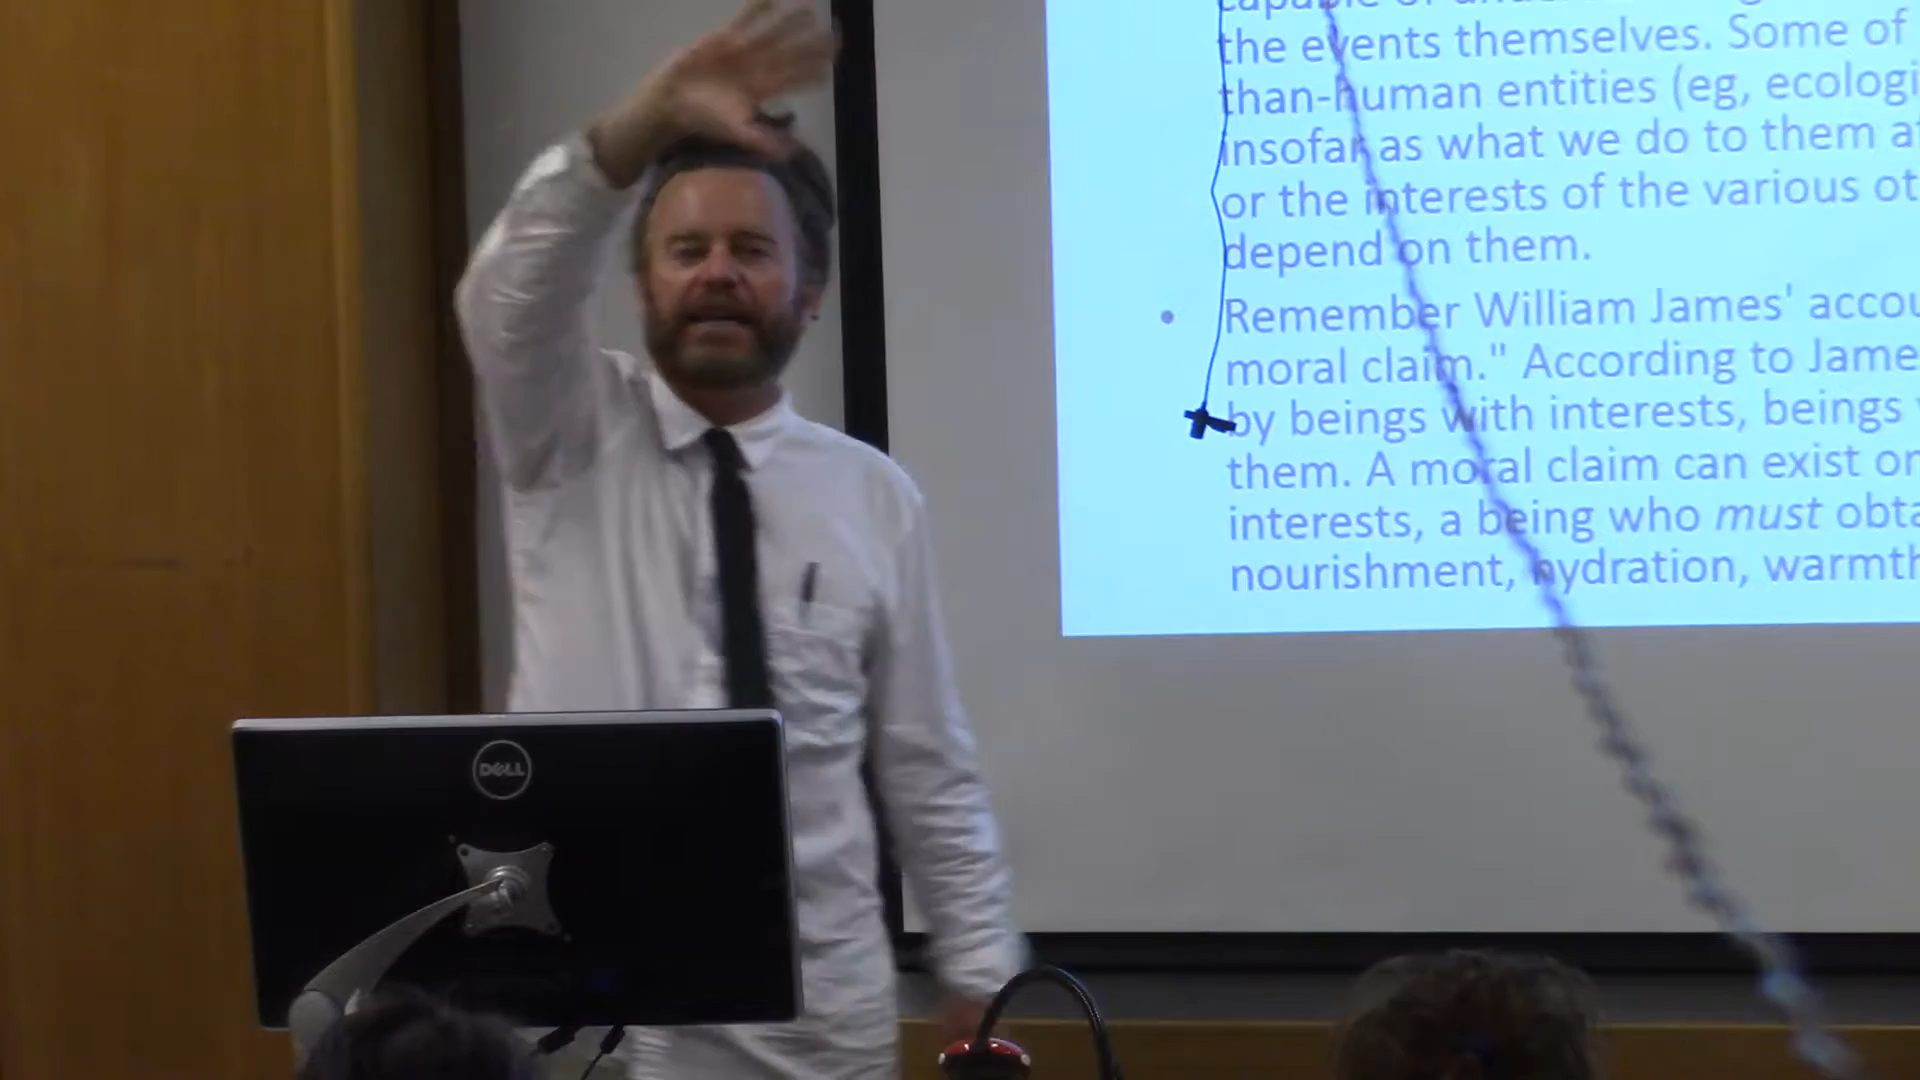 the events themselves. Some of
than-human entities (eg, ecologi
insofar as what we do to them a
or the interests of the various ot
depend on them.
• Remember William James' accou
moral claim." According to Jame
by beings with interests, beings
them. A moral claim can exist on
interests, a being who must obta
nourishment, hydration, warmth
DELL